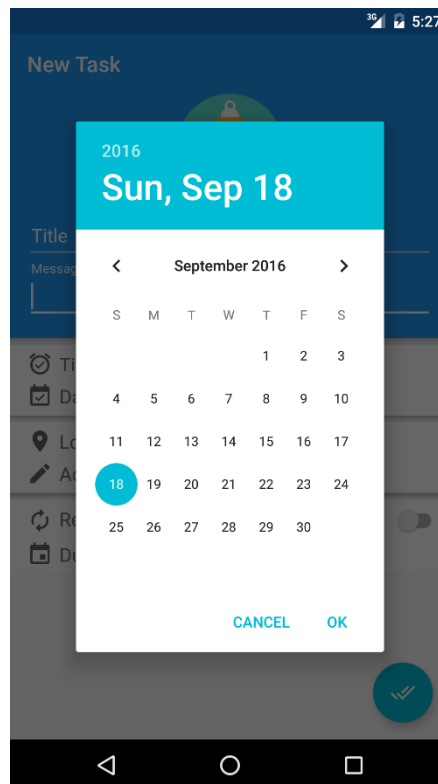 3G 5:27
New Task
2016
Sun, Sep 18
Title
Messag
September 2016
S M T W T F S
1 2 3
4 5 6 7 8 9 10
11 12 13 14 15 16 17
18 19 20 21 22 23 24
25 26 27 28 29 30
CANCEL OK